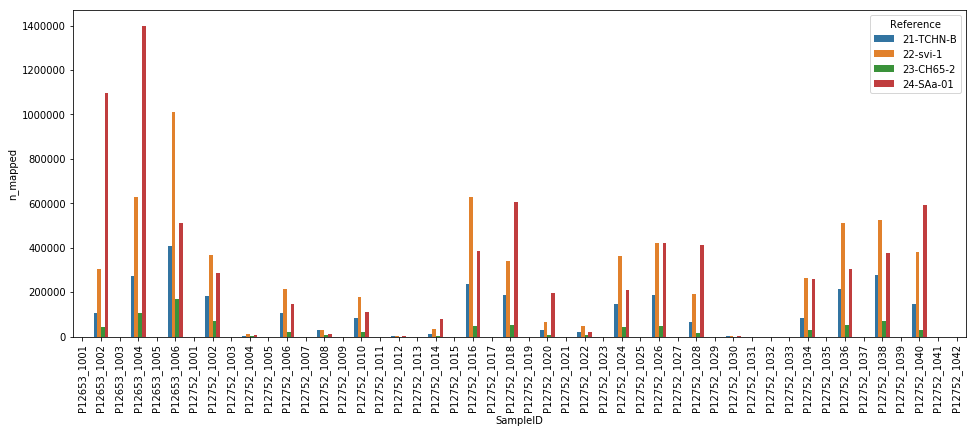 1400000
1200000
1000000
800000
600000
400000
200000
0
n_mapped
Reference
21-TCHN-B
22-svi-1
23-CH65-2
24-SAa-01
P12653_1001
P12653_1002
P12653_1003
P12653_1004
P12653_1005
P12653_1006
P12752_1001
P12752_1002
P12752_1003
P12752_1004
P12752_1005
P12752_1006
P12752_1007
P12752_1008
P12752_1009
P12752_1010
P12752_1011
P12752_1012
P12752_1013
P12752_1014
P12752_1015
P12752_1016
P12752_1017
P12752_1018
P12752_1019
P12752_1020
P12752_1021
P12752_1022
P12752_1023
P12752_1024
P12752_1025
P12752_1026
P12752_1027
P12752_1028
P12752_1029
P12752_1030
P12752_1031
P12752_1032
P12752_1033
P12752_1034
P12752_1035
P12752_1036
P12752_1037
P12752_1038
P12752_1039
P12752_1040
P12752_1041
P12752_1042
SampleID